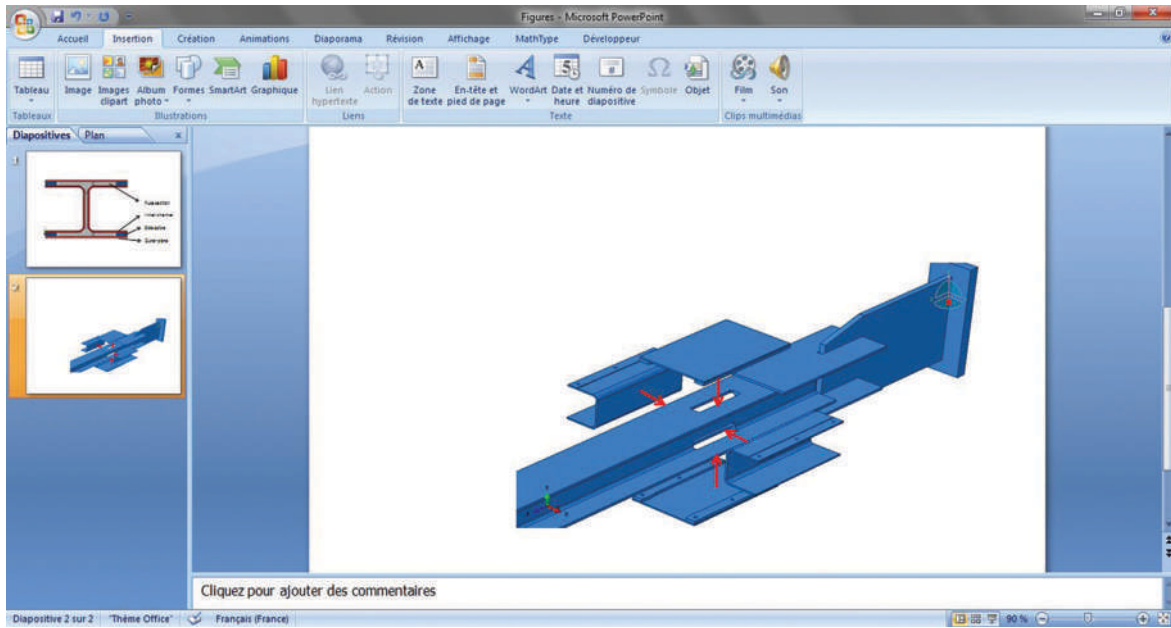 Figures - Microsoft PowerPoint
Accueil Insertion Création Animations Diaporama Révision Affichage MathType Développeur
Tableau Image Images clipart Album photo Formes SmartArt Graphique Lien hypertexte Action Zone de texte En-tête et pied de page WordArt Date et heure Numéro de diapositive Symbole Objet Film Son
Tableaux Illustrations Liens Texte Clips multimédias
Diapositives Plan
1
2
Cliquez pour ajouter des commentaires
Diapositive 2 sur 2 "Thème Office" Français (France) 90 %